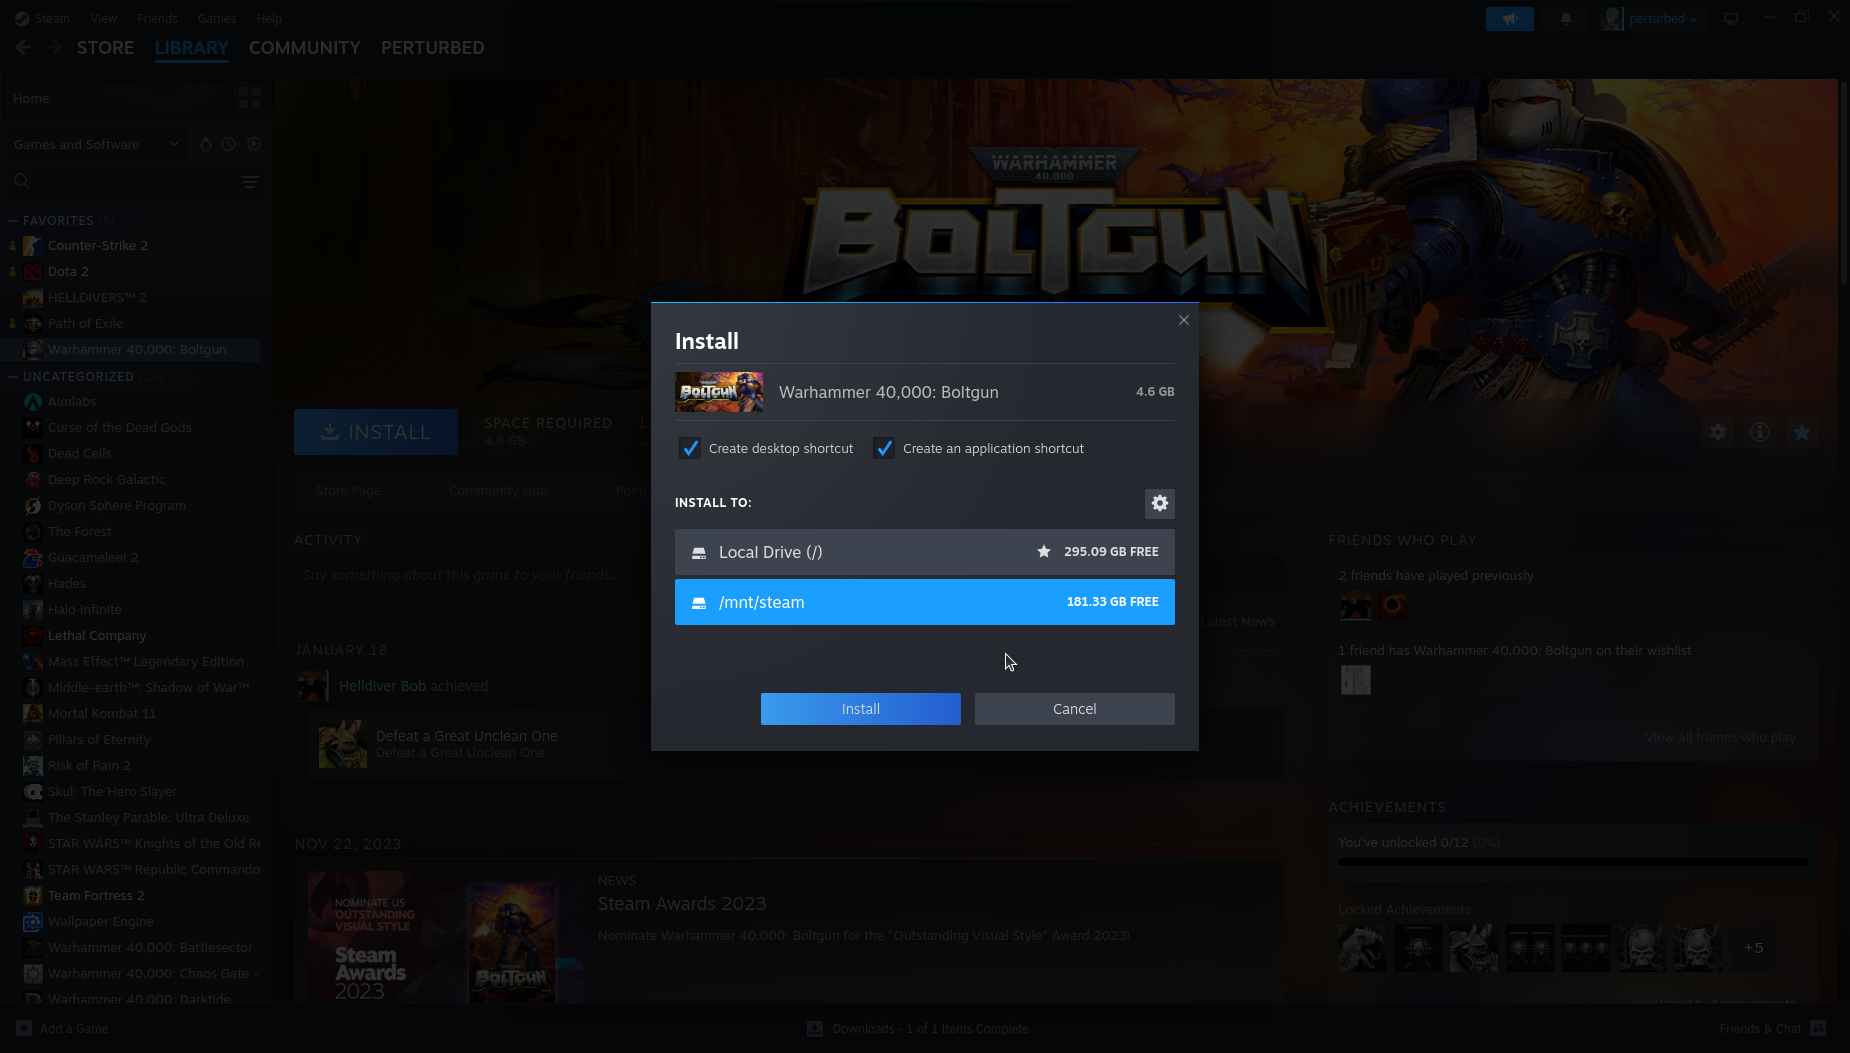 Steam View Friends Games Help
perturbed
STORE LIBRARY COMMUNITY PERTURBED
Home
Games and Software
FAVORITES (5)
Counter-Strike 2
Dota 2
HELLDIVERS™ 2
Path of Exile
Warhammer 40,000: Boltgun
UNCATEGORIZED (24)
Aimlabs
Curse of the Dead Gods
Dead Cells
Deep Rock Galactic
Dyson Sphere Program
The Forest
Guacamelee! 2
Hades
Halo Infinite
Lethal Company
Mass Effect™ Legendary Edition
Middle-earth™: Shadow of War™
Mortal Kombat 11
Pillars of Eternity
Risk of Rain 2
Skul: The Hero Slayer
The Stanley Parable: Ultra Deluxe
STAR WARS™ Knights of the Old Re
STAR WARS™ Republic Commando
Team Fortress 2
Wallpaper Engine
Warhammer 40,000: Battlesector
Warhammer 40,000: Chaos Gate -
Warhammer 40,000: Darktide
WARHAMMER
40,000
BOLTGUN
INSTALL
SPACE REQUIRED
4.6 GB
Store Page Community Hub
Install
Warhammer 40,000: Boltgun 4.6 GB
Create desktop shortcut Create an application shortcut
INSTALL TO:
Local Drive (/) 295.09 GB FREE
/mnt/steam 181.33 GB FREE
Install Cancel
ACTIVITY
Say something about this game to your friends...
Latest News
JANUARY 18
Helldiver Bob achieved
Defeat a Great Unclean One
Defeat a Great Unclean One
NOV 22, 2023
NOMINATE US
OUTSTANDING
VISUAL STYLE
Steam
Awards
2023
BOLTGUN
NEWS
Steam Awards 2023
Nominate Warhammer 40,000: Boltgun for the "Outstanding Visual Style" Award 2023!
FRIENDS WHO PLAY
2 friends have played previously
1 friend has Warhammer 40,000: Boltgun on their wishlist
View all friends who play
ACHIEVEMENTS
You've unlocked 0/12 (0%)
Locked Achievements
+5
View My Achievements
Add a Game
Downloads - 1 of 1 Items Complete
Friends & Chat